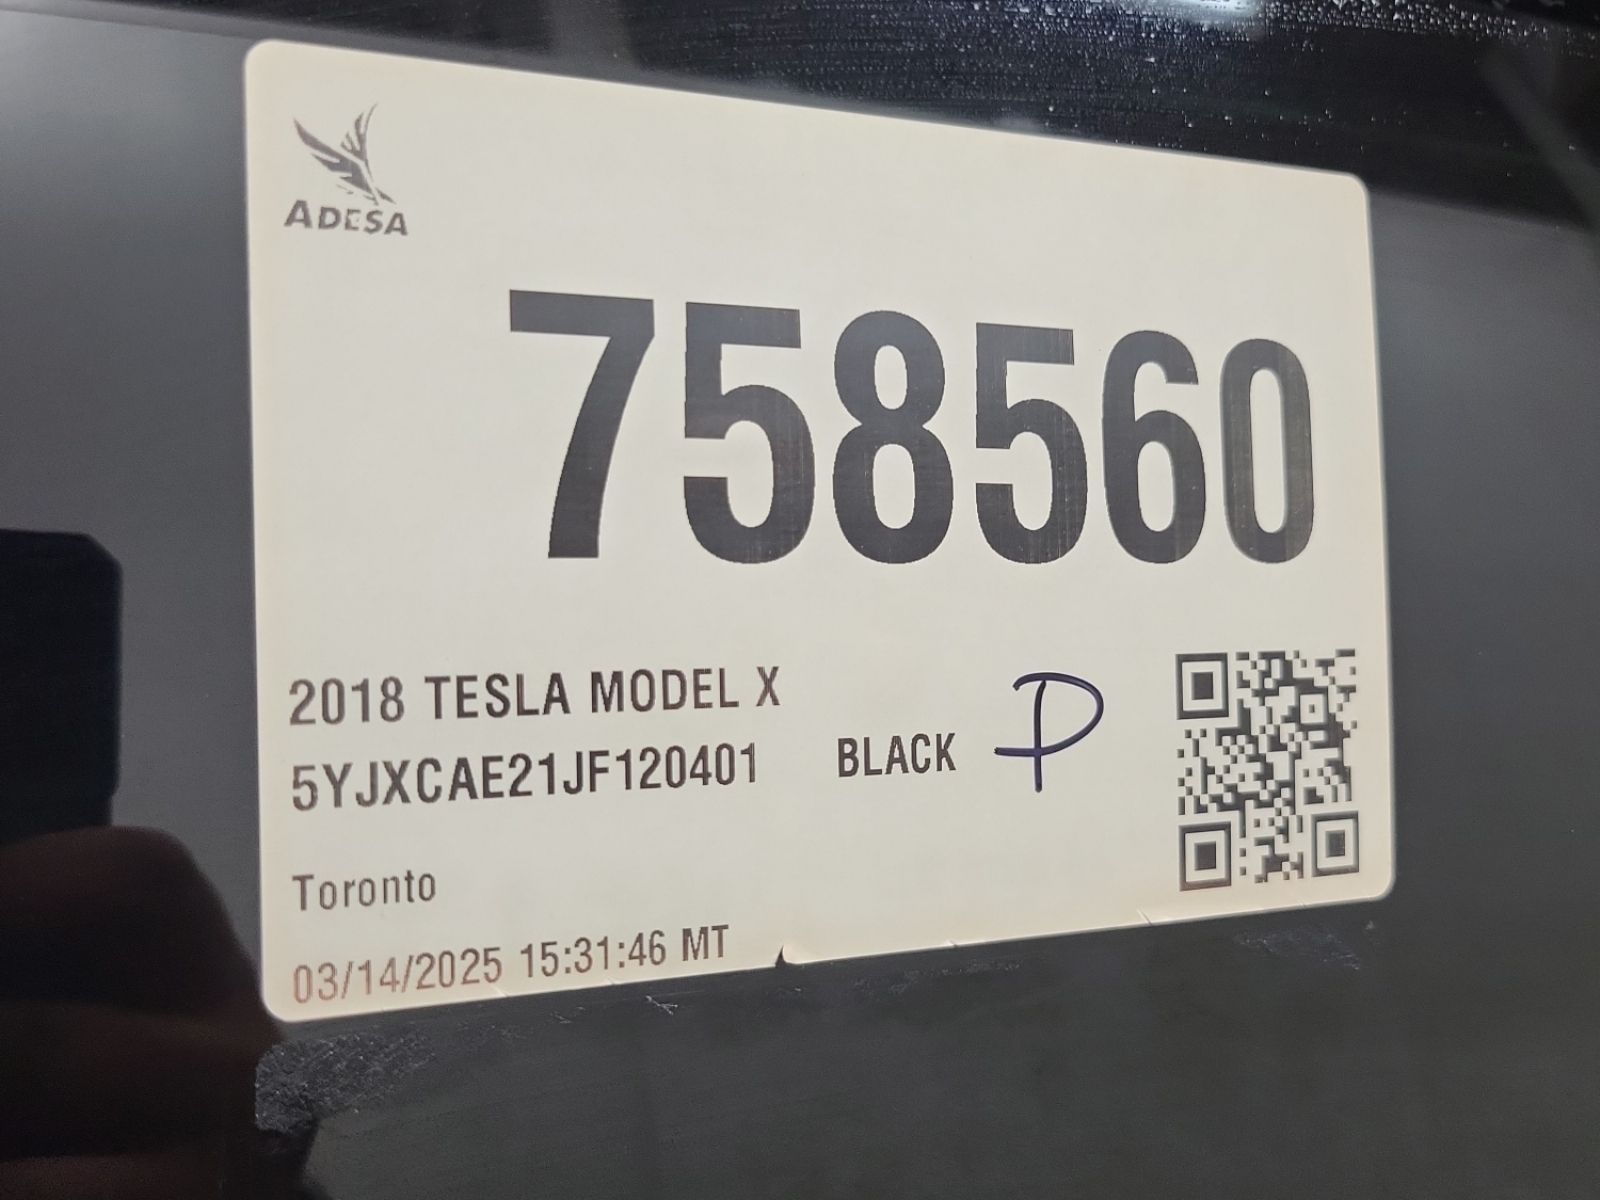 ADESA
758560
2018 TESLA MODEL X
5YJXCAE21JF120401 BLACK P
Toronto
03/14/2025 15:31:46 MT